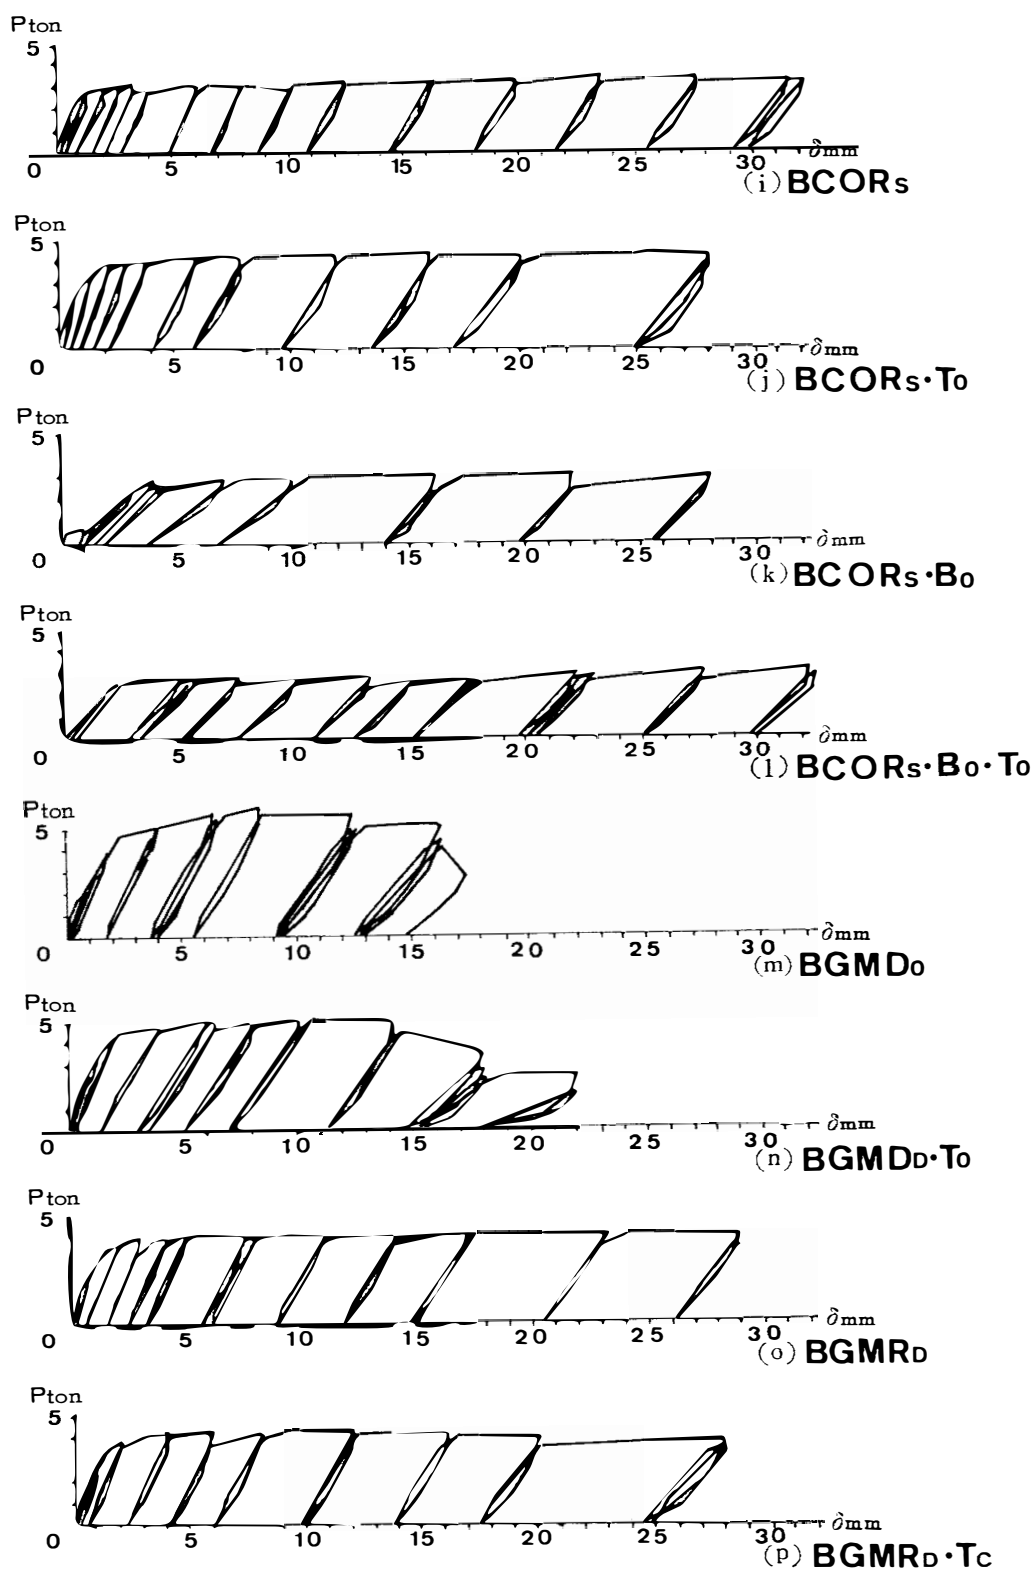 Pton
5
0 5 10 15 20 25 30 δmm
(i) BCORs
Pton
5
0 5 10 15 20 25 30 δmm
(j) BCORs·To
Pton
5
0 5 10 15 20 25 30 δmm
(k) BCORs·Bo
Pton
5
0 5 10 15 20 25 30 δmm
(l) BCORs·Bo·To
Pton
5
0 5 10 15 20 25 30 δmm
(m) BGMDo
Pton
5
0 5 10 15 20 25 30 δmm
(n) BGMDD·To
Pton
5
0 5 10 15 20 25 30 δmm
(o) BGMRD
Pton
5
0 5 10 15 20 25 30 δmm
(p) BGMRD·Tc